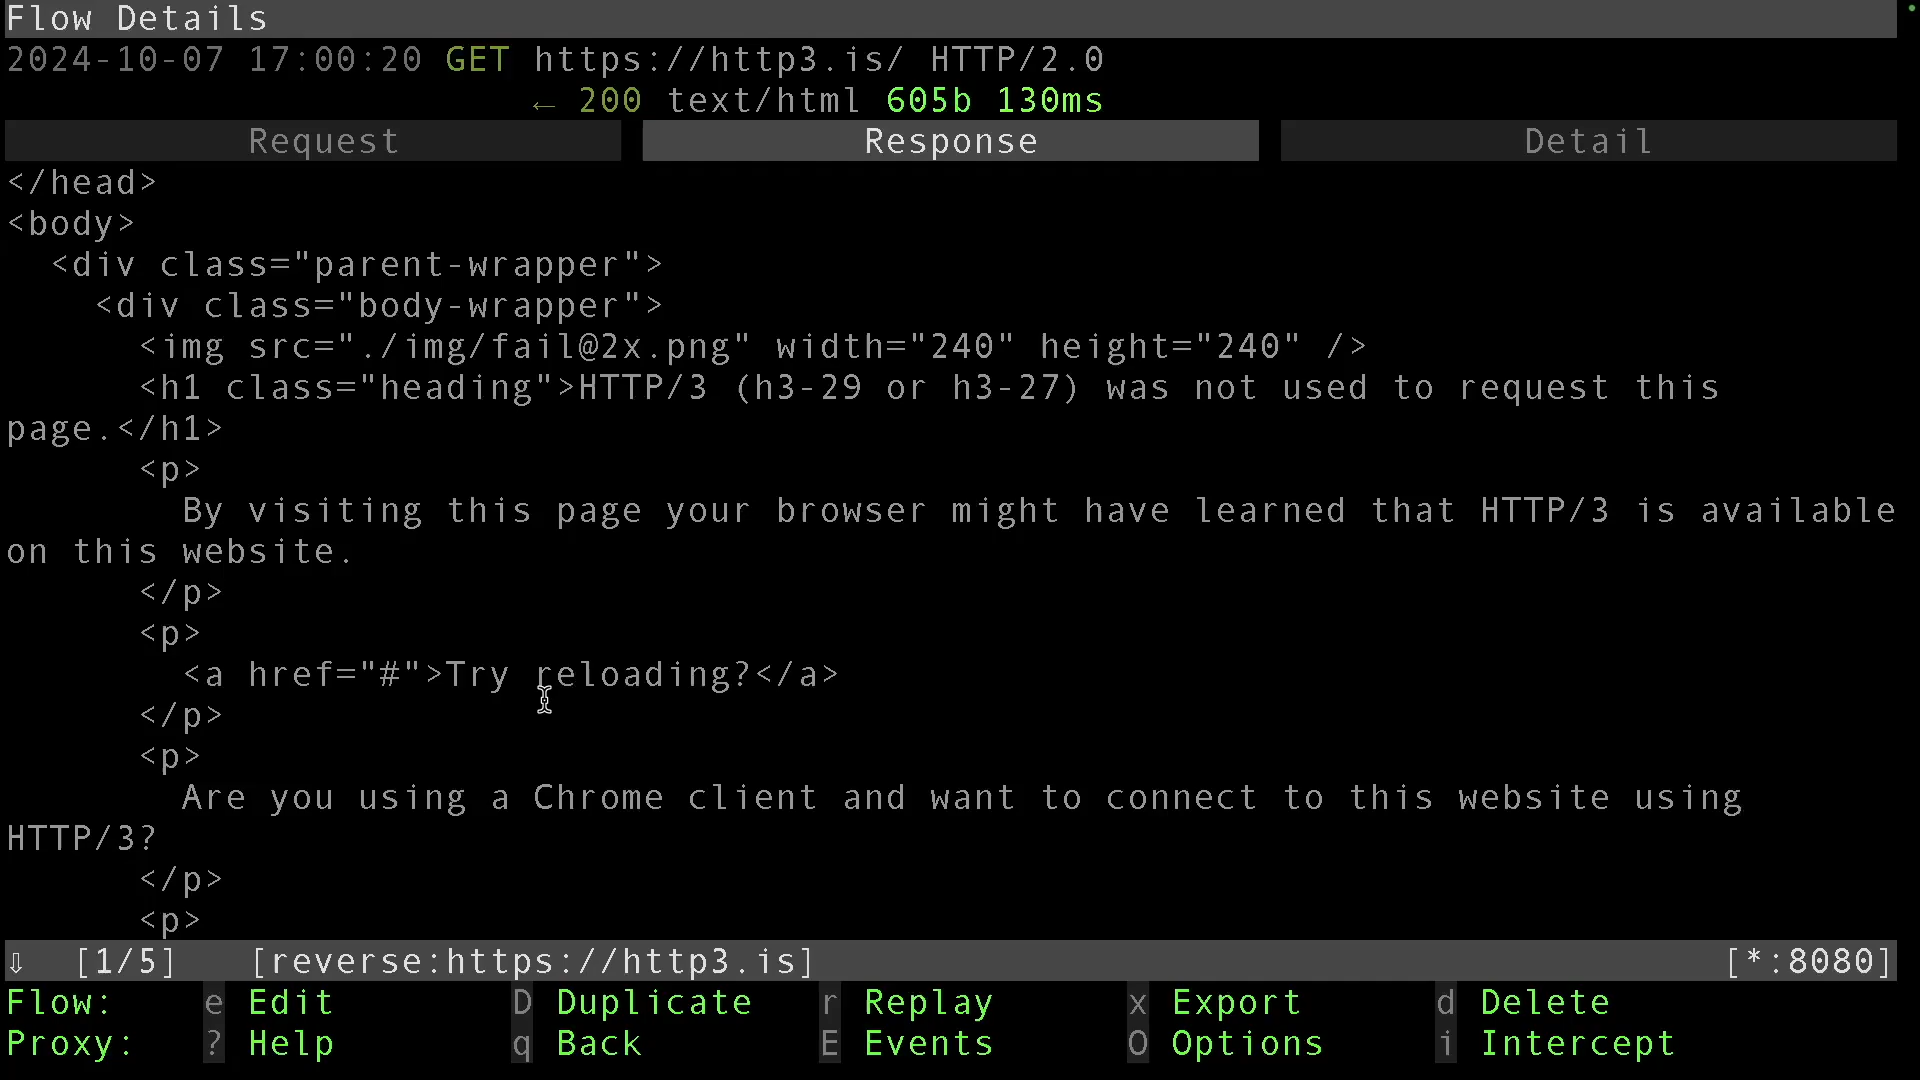 Flow Details
2024-10-07 17:00:20 GET https://http3.is/ HTTP/2.0
← 200 text/html 605b 130ms
Request Response Detail
</head>
<body>
  <div class="parent-wrapper">
    <div class="body-wrapper">
      <img src="./img/fail@2x.png" width="240" height="240" />
      <h1 class="heading">HTTP/3 (h3-29 or h3-27) was not used to request this
page.</h1>
      <p>
        By visiting this page your browser might have learned that HTTP/3 is available
on this website.
      </p>
      <p>
        <a href="#">Try reloading?</a>
      </p>
      <p>
        Are you using a Chrome client and want to connect to this website using
HTTP/3?
      </p>
      <p>
⇩ [1/5] [reverse:https://http3.is] [*:8080]
Flow: e Edit D Duplicate r Replay x Export d Delete
Proxy: ? Help q Back E Events O Options i Intercept